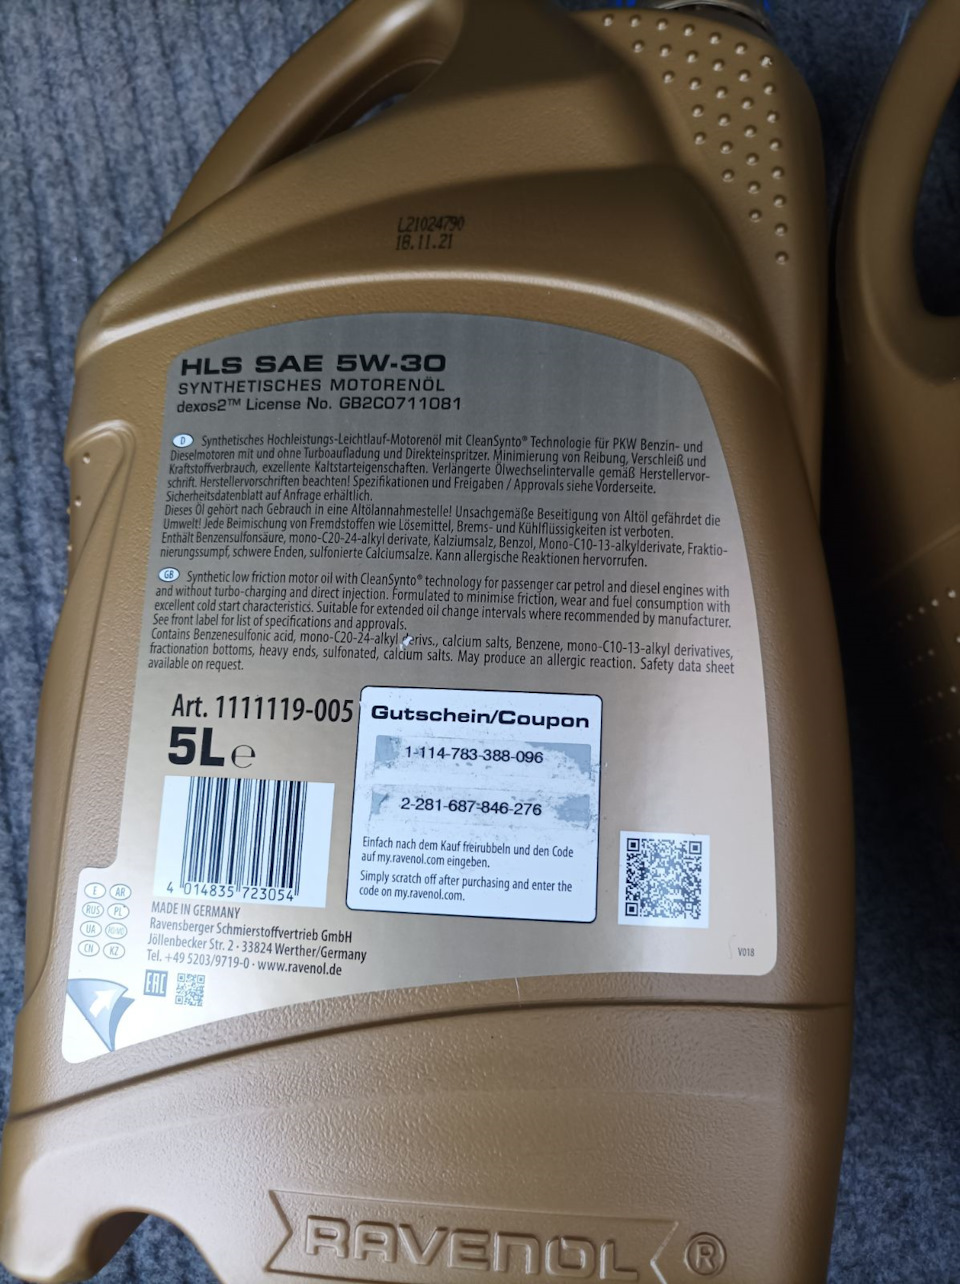 L21024790
18.11.21
HLS SAE 5W-30
SYNTHETISCHES MOTORENÖL
dexos2™ License No. GB2C0711081
D Synthetisches Hochleistungs-Leichtlauf-Motorenöl mit CleanSynto® Technologie für PKW Benzin- und
Dieselmotoren mit und ohne Turboaufladung und Direkteinspritzer. Minimierung von Reibung, Verschleiß und
Kraftstoffverbrauch, exzellente Kaltstarteigenschaften. Verlängerte Ölwechselintervalle gemäß Herstellervor-
schrift. Herstellervorschriften beachten! Spezifikationen und Freigaben / Approvals siehe Vorderseite.
Sicherheitsdatenblatt auf Anfrage erhältlich.
Dieses Öl gehört nach Gebrauch in eine Altölannahmestelle! Unsachgemäße Beseitigung von Altöl gefährdet die
Umwelt! Jede Beimischung von Fremdstoffen wie Lösemittel, Brems- und Kühlflüssigkeiten ist verboten.
Enthält Benzensulfonsäure, mono-C20-24-alkyl derivate, Kalziumsalz, Benzol, Mono-C10-13-alkylderivate, Fraktio-
nierungssumpf, schwere Enden, sulfonierte Calciumsalze. Kann allergische Reaktionen hervorrufen.
GB Synthetic low friction motor oil with CleanSynto® technology for passenger car petrol and diesel engines with
and without turbo-charging and direct injection. Formulated to minimise friction, wear and fuel consumption with
excellent cold start characteristics. Suitable for extended oil change intervals where recommended by manufacturer.
See front label for list of specifications and approvals.
Contains Benzenesulfonic acid, mono-C20-24-alkyl derivs., calcium salts, Benzene, mono-C10-13-alkyl derivatives,
fractionation bottoms, heavy ends, sulfonated, calcium salts. May produce an allergic reaction. Safety data sheet
available on request.
Art. 1111119-005
5L e
Gutschein/Coupon
1-114-783-388-096
2-281-687-846-276
Einfach nach dem Kauf freirubbeln und den Code
auf my.ravenol.com eingeben.
Simply scratch off after purchasing and enter the
code on my.ravenol.com.
4 014835 723054
E AR
RUS PL
UA
CN KZ
MADE IN GERMANY
Ravensberger Schmierstoffvertrieb GmbH
Jöllenbecker Str. 2 · 33824 Werther/Germany
Tel. +49 5203/9719-0 · www.ravenol.de
V018
EAC
RAVENOL ®